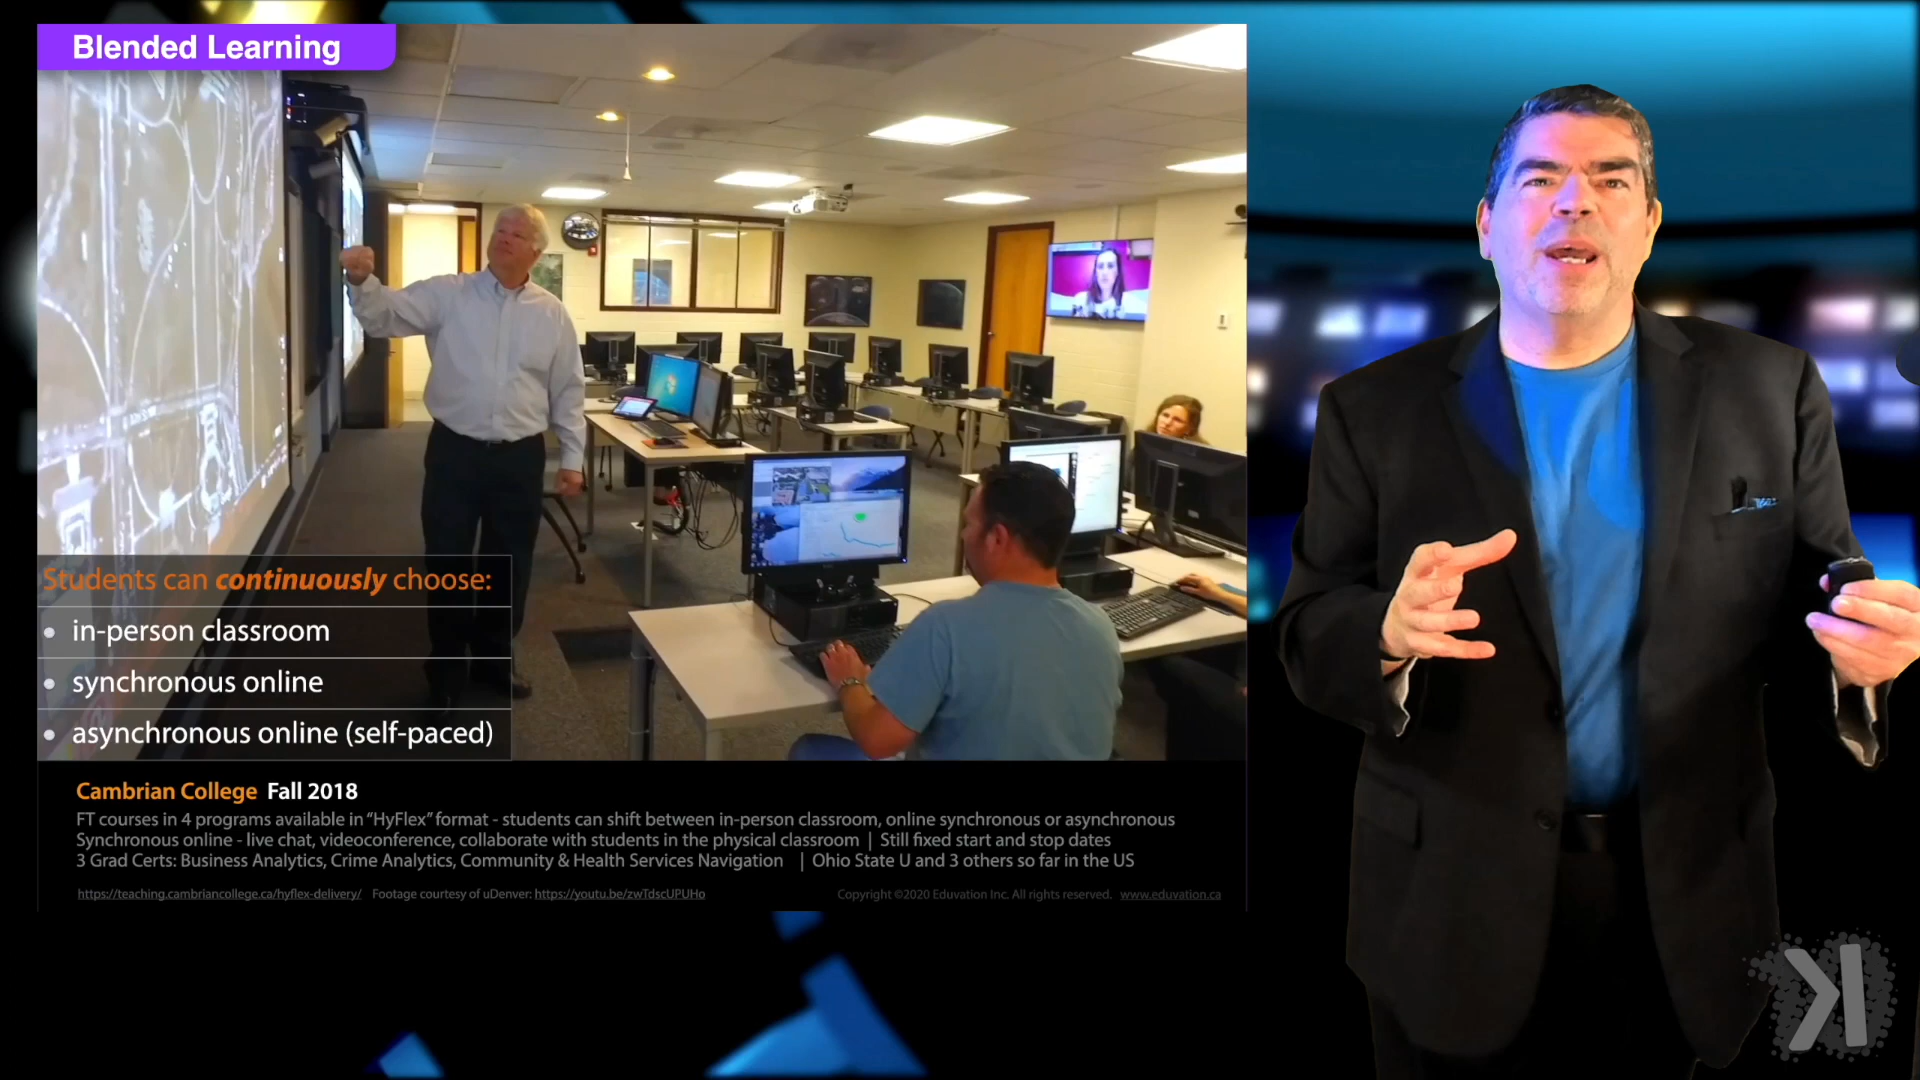 Blended Learning
Students can continuously choose:
• in-person classroom
• synchronous online
• asynchronous online (self-paced)
Cambrian College Fall 2018
FT courses in 4 programs available in “HyFlex” format - students can shift between in-person classroom, online synchronous or asynchronous
Synchronous online - live chat, videoconference, collaborate with students in the physical classroom | Still fixed start and stop dates
3 Grad Certs: Business Analytics, Crime Analytics, Community & Health Services Navigation | Ohio State U and 3 others so far in the US
https://teaching.cambriancollege.ca/hyflex-delivery/ Footage courtesy of uDenver: https://youtu.be/zwTdscUPUHo Copyright ©2020 Eduvation Inc. All rights reserved. www.eduvation.ca